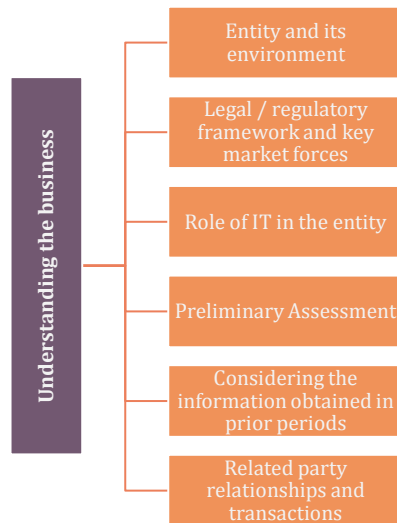 Understanding the business
Entity and its
environment
Legal / regulatory
framework and key
market forces
Role of IT in the entity
Preliminary Assessment
Considering the
information obtained in
prior periods
Related party
relationships and
transactions